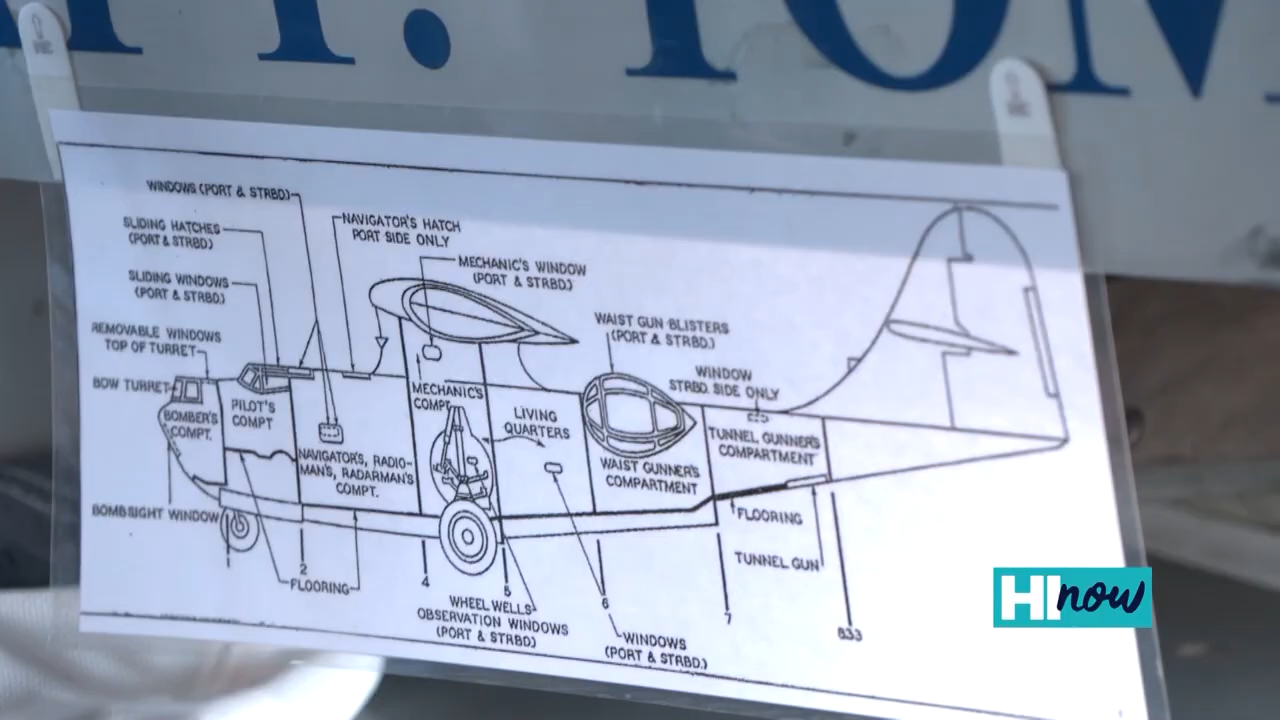 PT. TOM
WINDOWS (PORT & STRBD.)
SLIDING HATCHES
(PORT & STRBD.)
NAVIGATOR'S HATCH
PORT SIDE ONLY
MECHANIC'S WINDOW
(PORT & STRBD.)
SLIDING WINDOWS
(PORT & STRBD.)
WAIST GUN BLISTERS
(PORT & STRBD.)
REMOVABLE WINDOWS
TOP OF TURRET
WINDOW
STRBD. SIDE ONLY
BOW TURRET
BOMBER'S
COMPT.
PILOT'S
COMPT
MECHANIC'S
COMPT.
LIVING
QUARTERS
NAVIGATOR'S, RADIO-
MAN'S, RADARMAN'S
COMPT.
WAIST GUNNER'S
COMPARTMENT
TUNNEL GUNNER'S
COMPARTMENT
BOMBSIGHT WINDOW
FLOORING
TUNNEL GUN
1
2
4
5
6
7
833
FLOORING
WHEEL WELLS
OBSERVATION WINDOWS
(PORT & STRBD)
WINDOWS
(PORT & STRBD.)
HI now